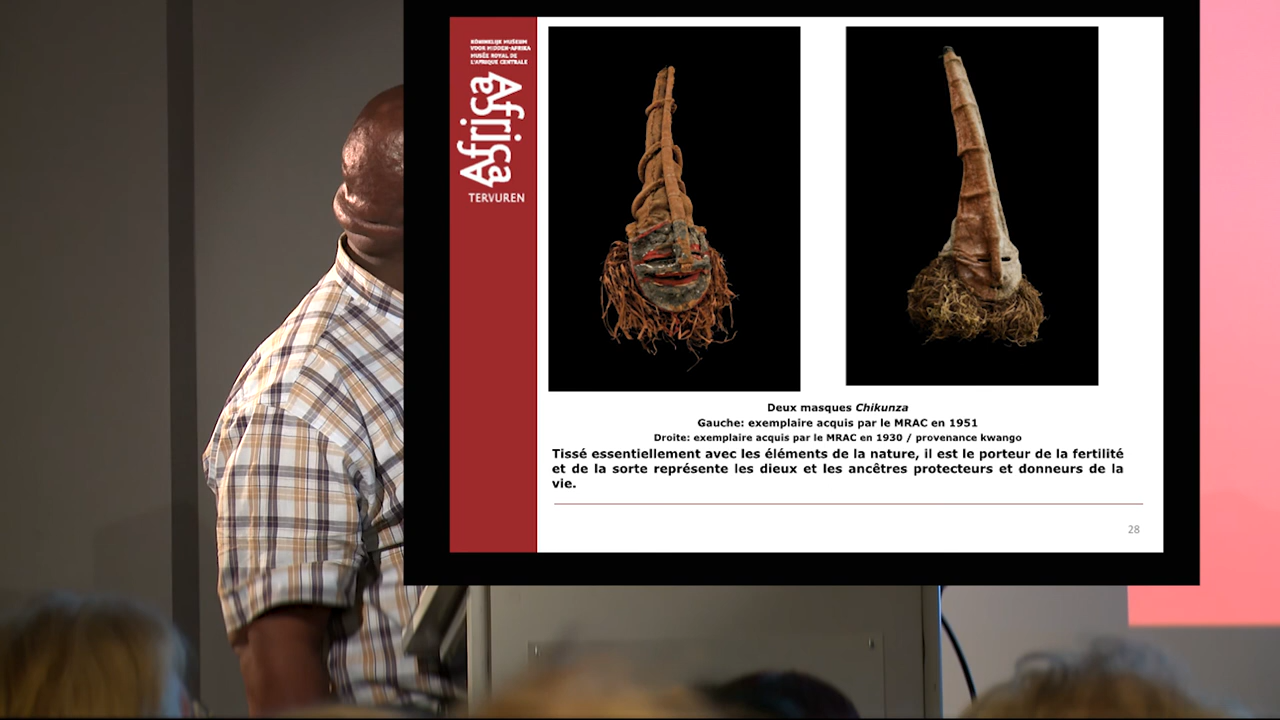 KONINKLIJK MUSEUM
VOOR MIDDEN-AFRIKA
MUSÉE ROYAL DE
L'AFRIQUE CENTRALE
Africa
Africa
TERVUREN
Deux masques Chikunza
Gauche: exemplaire acquis par le MRAC en 1951
Droite: exemplaire acquis par le MRAC en 1930 / provenance kwango
Tissé essentiellement avec les éléments de la nature, il est le porteur de la fertilité
et de la sorte représente les dieux et les ancêtres protecteurs et donneurs de la
vie.
28